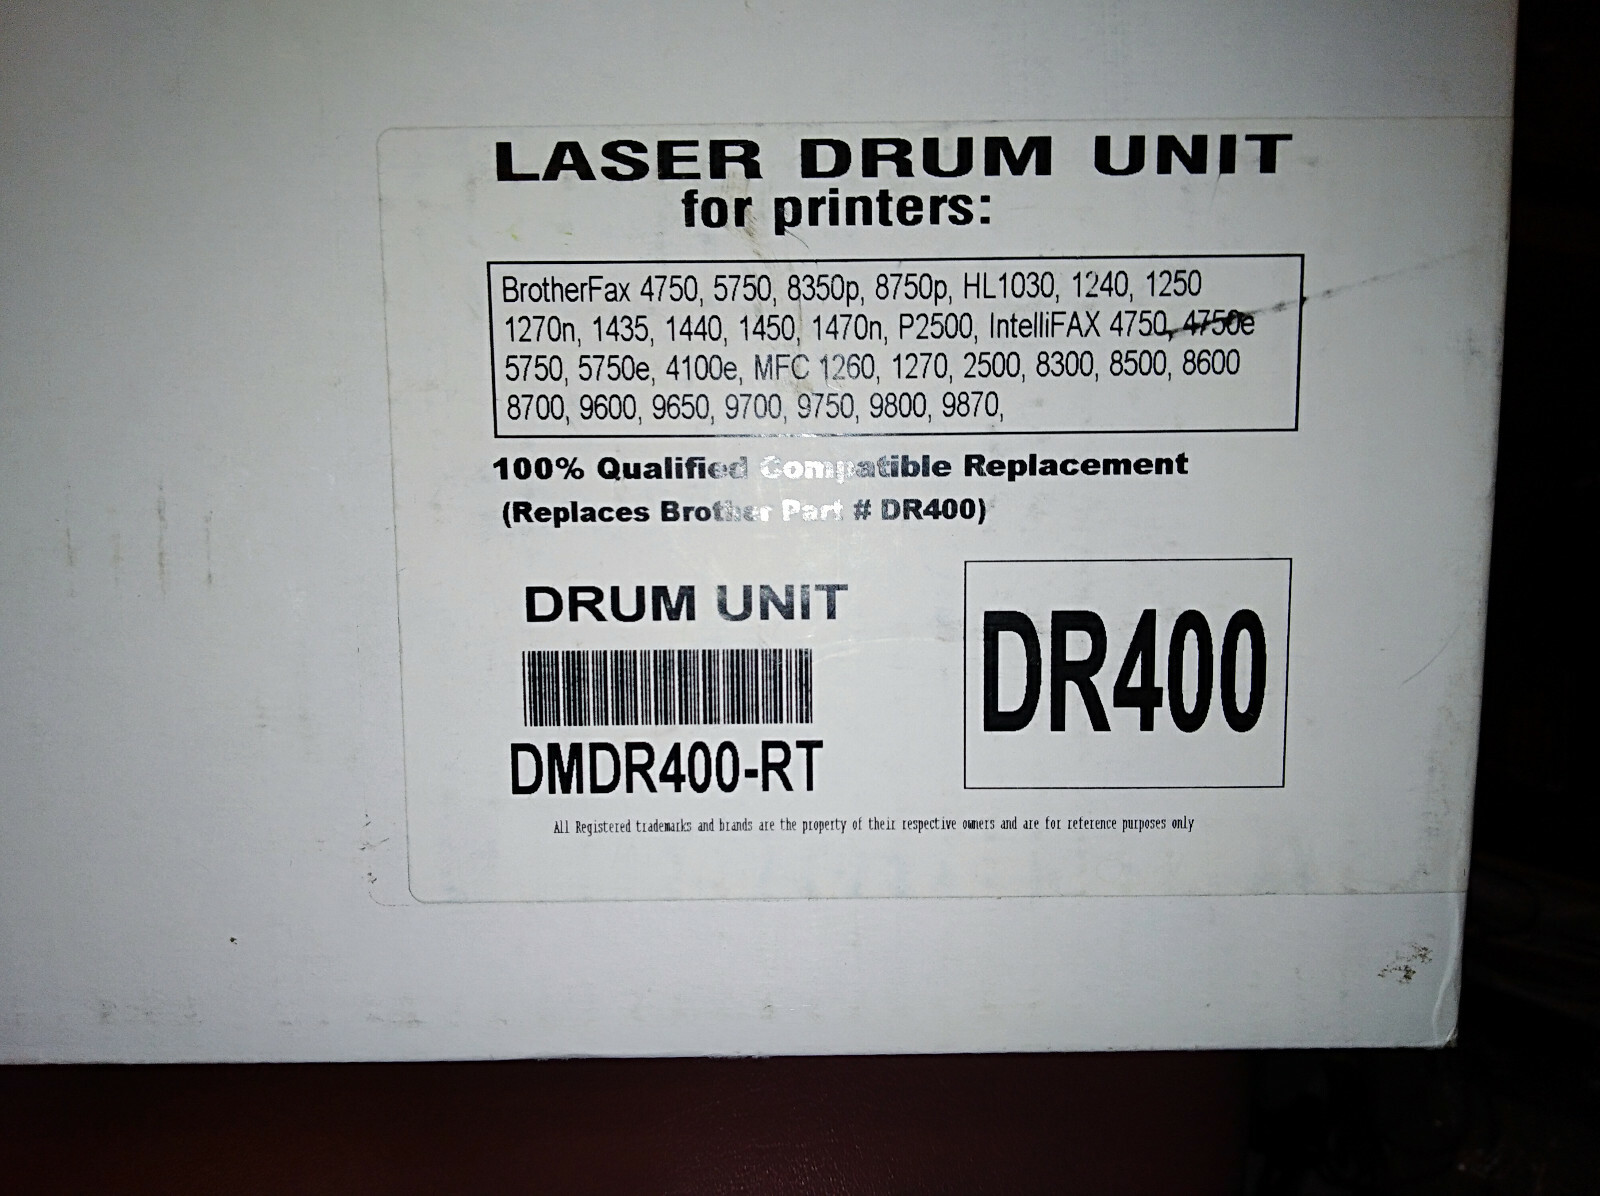 LASER DRUM UNIT
for printers:
BrotherFax 4750, 5750, 8350p, 8750p, HL1030, 1240, 1250
1270n, 1435, 1440, 1450, 1470n, P2500, IntelliFAX 4750, 4750e
5750, 5750e, 4100e, MFC 1260, 1270, 2500, 8300, 8500, 8600
8700, 9600, 9650, 9700, 9750, 9800, 9870,
100% Qualified Compatible Replacement
(Replaces Brother Part # DR400)
DRUM UNIT
DR400
DMDR400-RT
All Registered trademarks and brands are the property of their respective owners and are for reference purposes only